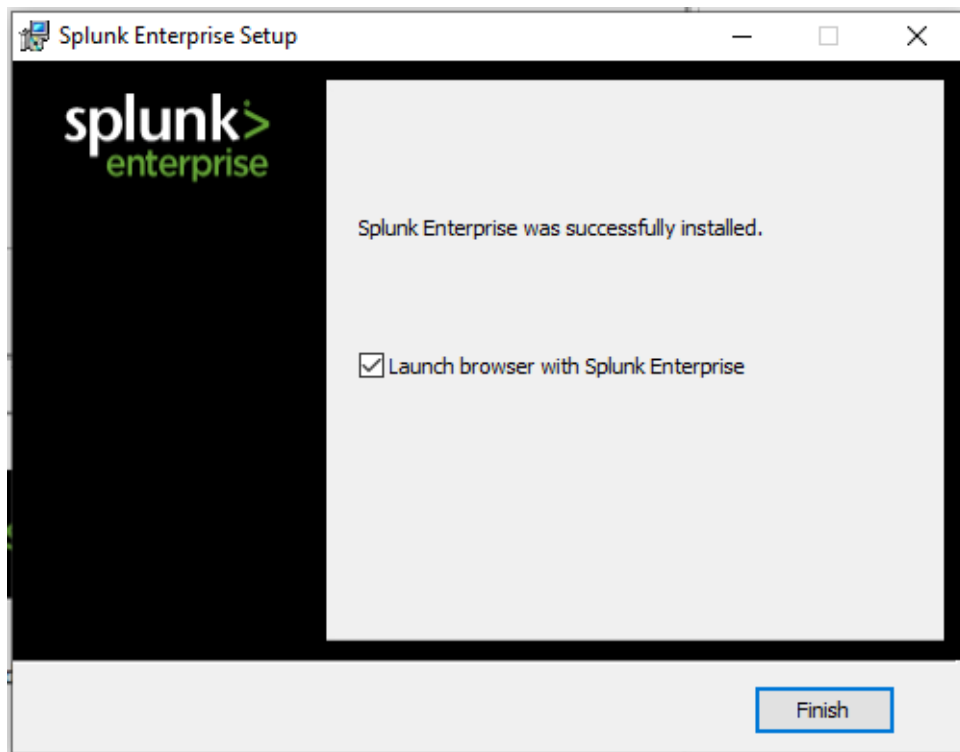 Splunk Enterprise Setup
splunk>
enterprise
Splunk Enterprise was successfully installed.
Launch browser with Splunk Enterprise
Finish